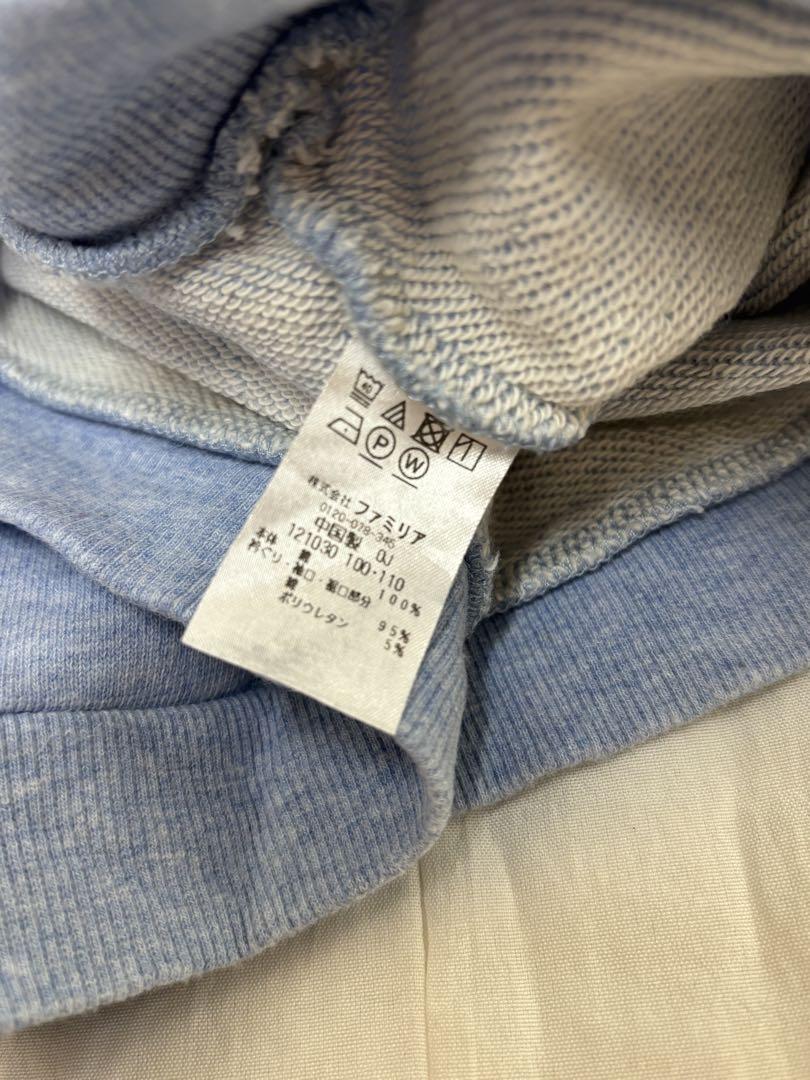 40
P W
株式会社 ファミリア
0120-078-345
中国製 OJ
121030 100・110
本体 綿 100%
衿ぐり・袖口・裾口部分
綿 95%
ポリウレタン 5%